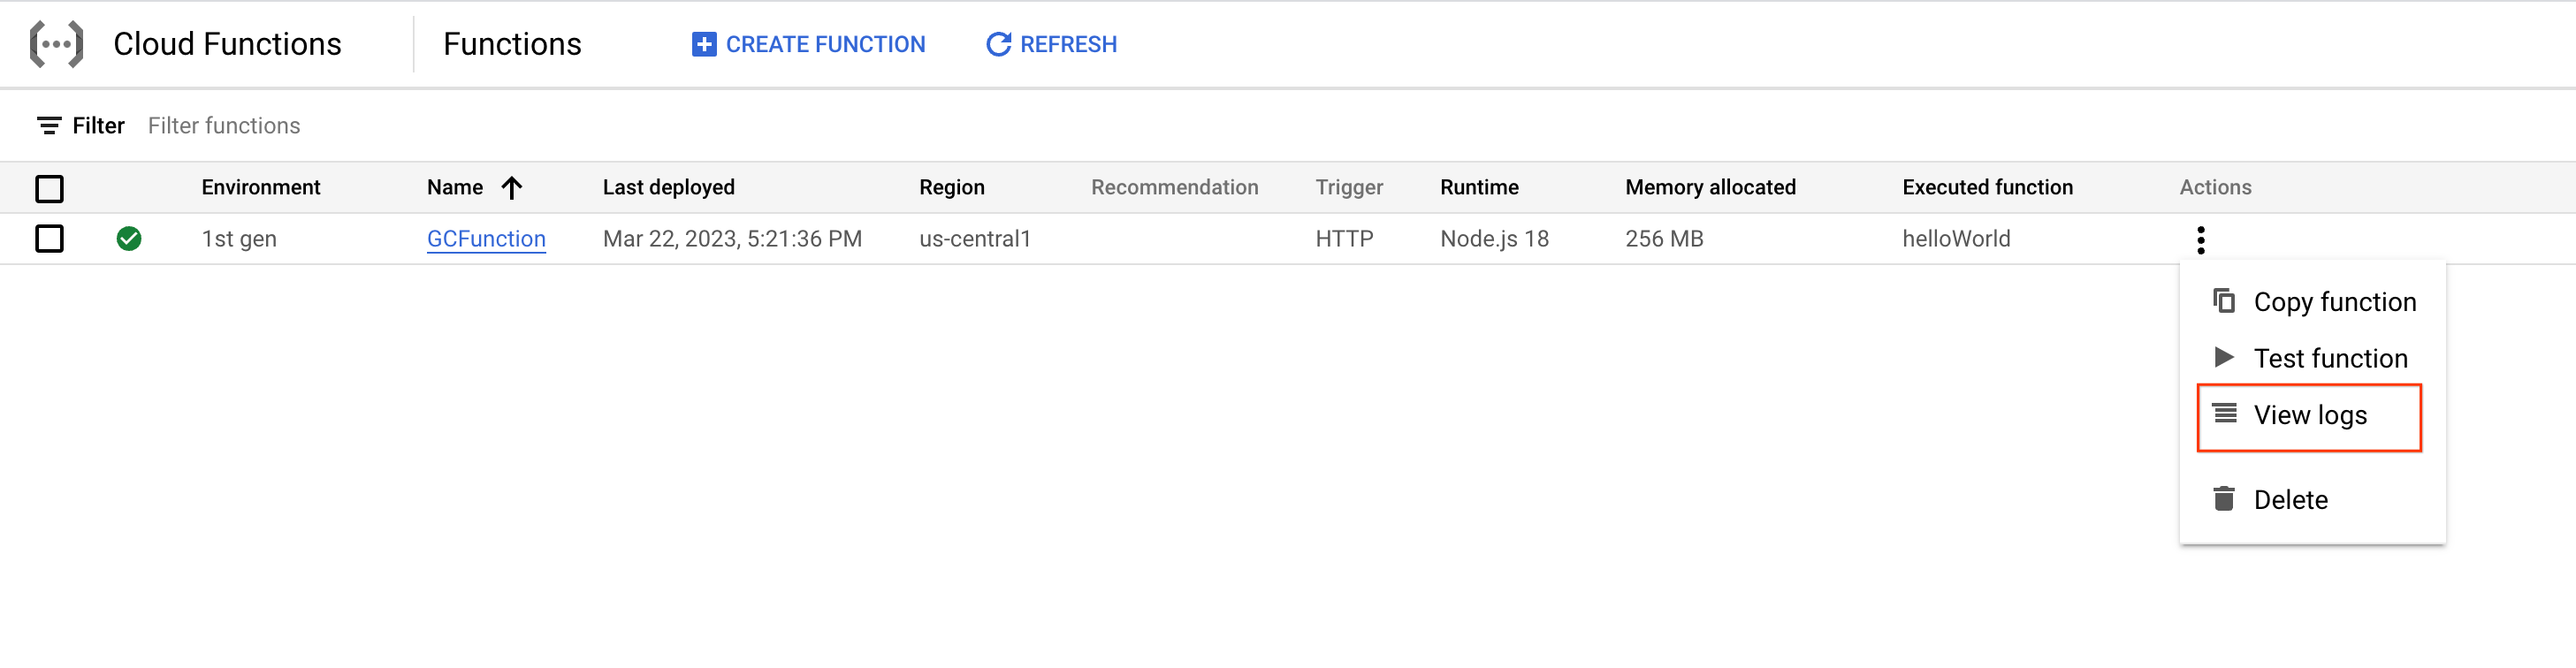 Cloud Functions Functions CREATE FUNCTION REFRESH
Filter Filter functions
Environment Name Last deployed Region Recommendation Trigger Runtime Memory allocated Executed function Actions
1st gen GCFunction Mar 22, 2023, 5:21:36 PM us-central1 HTTP Node.js 18 256 MB helloWorld
Copy function
Test function
View logs
Delete